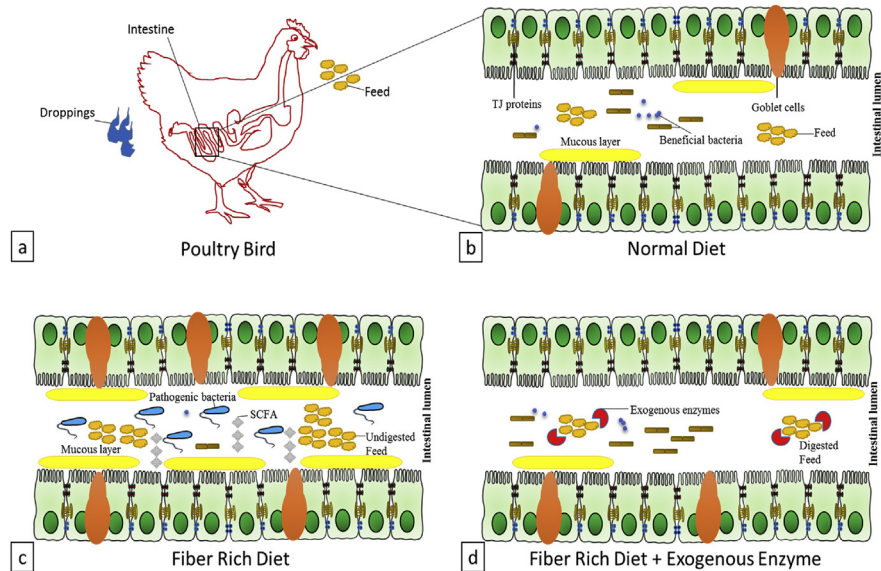 a
Intestine
Feed
Droppings
Poultry Bird
b
TJ proteins
Goblet cells
Mucous layer
Beneficial bacteria
Feed
Intestinal lumen
Normal Diet
c
Pathogenic bacteria
SCFA
Mucous layer
Undigested
Feed
Intestinal lumen
Fiber Rich Diet
d
Exogenous enzymes
Digested
Feed
Intestinal lumen
Fiber Rich Diet + Exogenous Enzyme